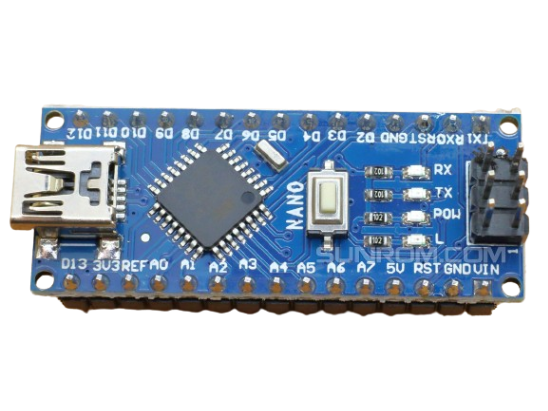 D12 D11 D10 D9 D8 D7 D6 D5 D4 D3 D2 GND RST RX0 TX1
NANO
RX
TX
POW
L
1
SUNROM.COM
D13 3V3 REF A0 A1 A2 A3 A4 A5 A6 A7 5V RST GND VIN